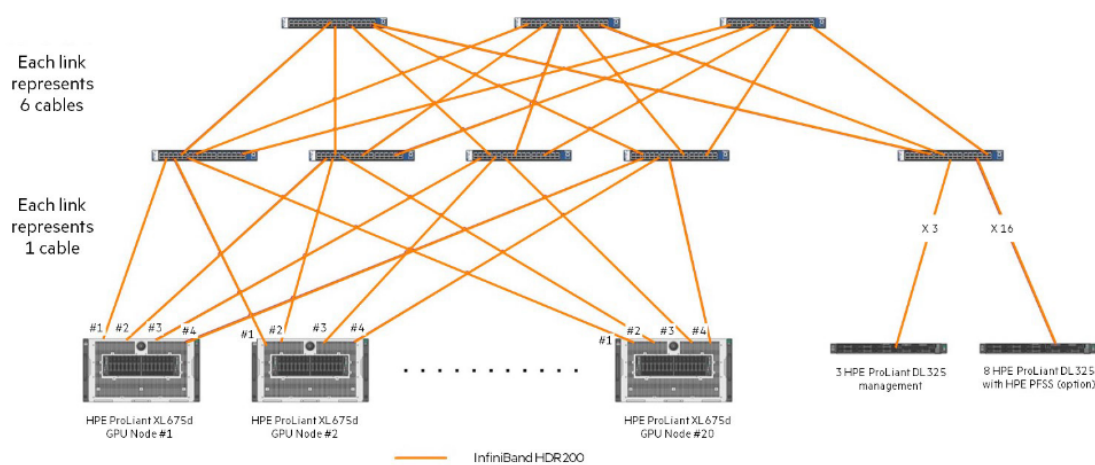 Each link
represents
6 cables
Each link
represents
1 cable
X 3
X 16
#1
#2
#3
#4
#1
#2
#3
#4
#1
#2
#3
#4
HPE ProLiant XL675d
GPU Node #1
HPE ProLiant XL675d
GPU Node #2
HPE ProLiant XL675d
GPU Node #20
3 HPE ProLiant DL325
management
8 HPE ProLiant DL325
with HPE PFSS (option)
InfiniBand HDR200